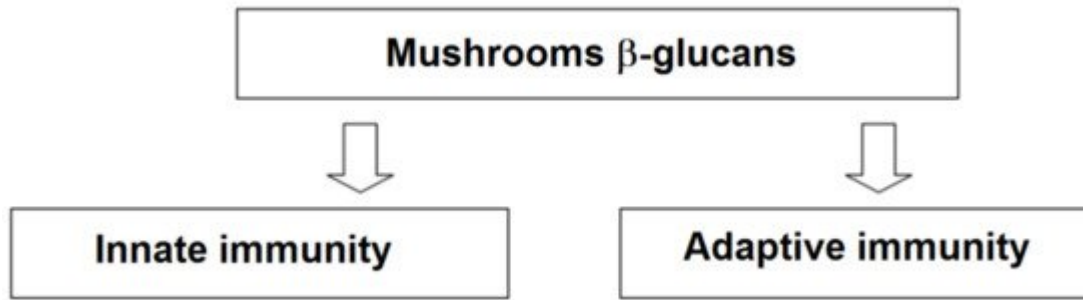 Mushrooms β-glucans
Innate immunity
Adaptive immunity